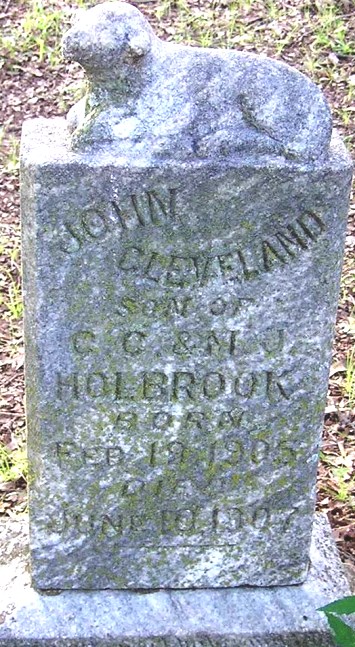 JOHN
CLEVELAND
SON OF
C. C. & M. J.
HOLBROOK
BORN
FEB. 19, 1905
DIED
JUNE 10, 1907